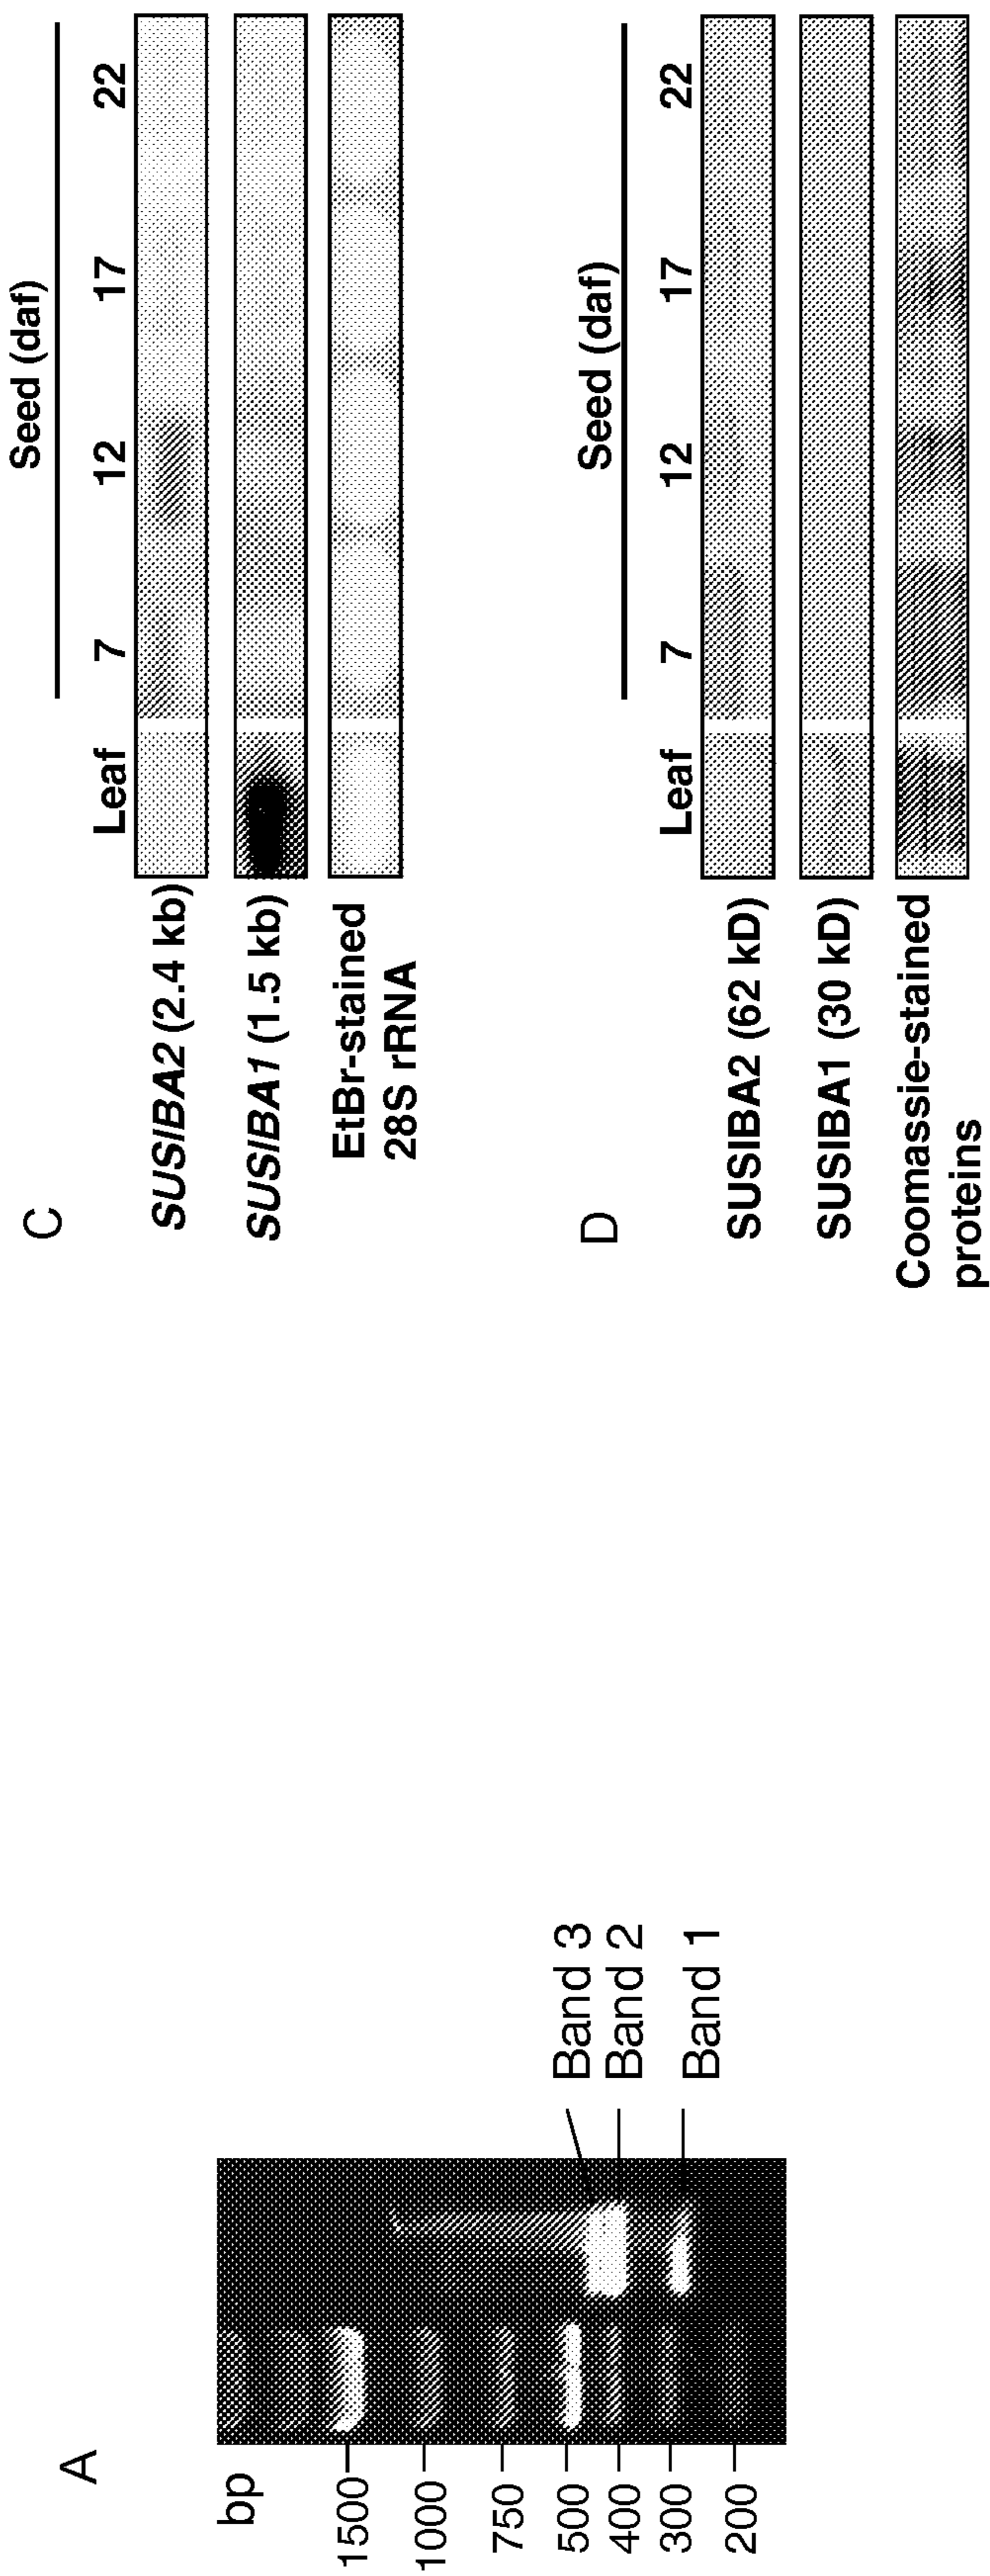 A
bp
1500
1000
750
500
400
300
200
Band 3
Band 2
Band 1
C
Seed (daf)
Leaf 7 12 17 22
SUSIBA2 (2.4 kb)
SUSIBA1 (1.5 kb)
EtBr-stained
28S rRNA
D
Seed (daf)
Leaf 7 12 17 22
SUSIBA2 (62 kD)
SUSIBA1 (30 kD)
Coomassie-stained
proteins